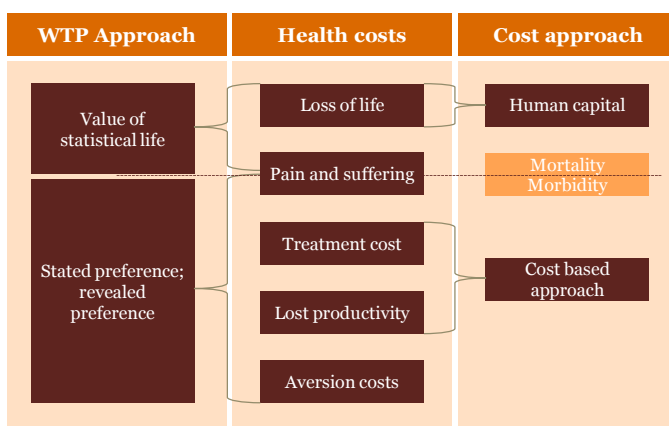 WTP Approach
Health costs
Cost approach
Value of
statistical life
Loss of life
Human capital
Pain and suffering
Mortality
Morbidity
Stated preference;
revealed
preference
Treatment cost
Cost based
approach
Lost productivity
Aversion costs